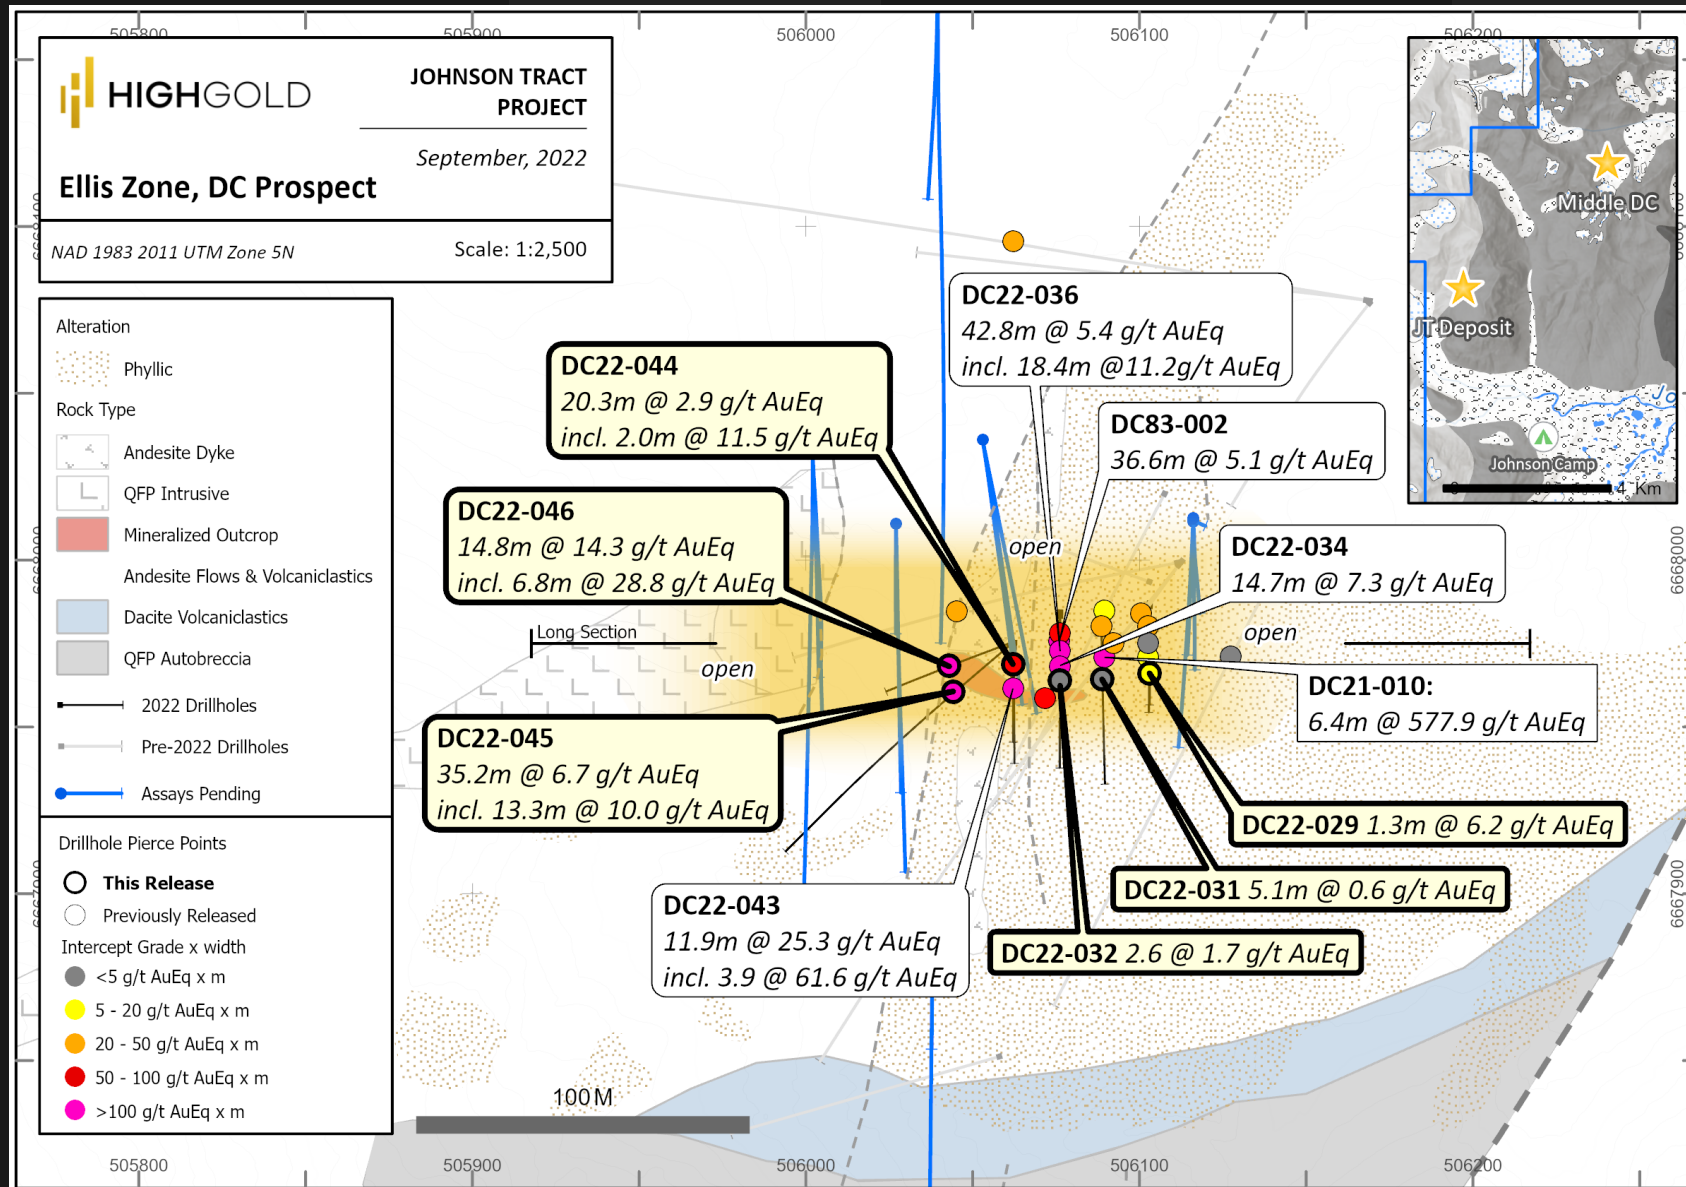 505800
505900
506000
506100
506200
HIGHGOLD
JOHNSON TRACT
PROJECT
September, 2022
Ellis Zone, DC Prospect
NAD 1983 2011 UTM Zone 5N
Scale: 1:2,500
Alteration
Phyllic
Rock Type
Andesite Dyke
QFP Intrusive
Mineralized Outcrop
Andesite Flows & Volcaniclastics
Dacite Volcaniclastics
QFP Autobreccia
2022 Drillholes
Pre-2022 Drillholes
Assays Pending
Drillhole Pierce Points
This Release
Previously Released
Intercept Grade x width
<5 g/t AuEq x m
5 - 20 g/t AuEq x m
20 - 50 g/t AuEq x m
50 - 100 g/t AuEq x m
>100 g/t AuEq x m
Middle DC
JT Deposit
Johnson Camp
4 Km
DC22-036
42.8m @ 5.4 g/t AuEq
incl. 18.4m @11.2g/t AuEq
DC22-044
20.3m @ 2.9 g/t AuEq
incl. 2.0m @ 11.5 g/t AuEq
DC83-002
36.6m @ 5.1 g/t AuEq
DC22-046
14.8m @ 14.3 g/t AuEq
incl. 6.8m @ 28.8 g/t AuEq
DC22-034
14.7m @ 7.3 g/t AuEq
open
Long Section
open
open
DC21-010:
6.4m @ 577.9 g/t AuEq
DC22-045
35.2m @ 6.7 g/t AuEq
incl. 13.3m @ 10.0 g/t AuEq
DC22-029 1.3m @ 6.2 g/t AuEq
DC22-031 5.1m @ 0.6 g/t AuEq
DC22-043
11.9m @ 25.3 g/t AuEq
incl. 3.9 @ 61.6 g/t AuEq
DC22-032 2.6 @ 1.7 g/t AuEq
6668000
6667900
100 M
505800
505900
506000
506100
506200